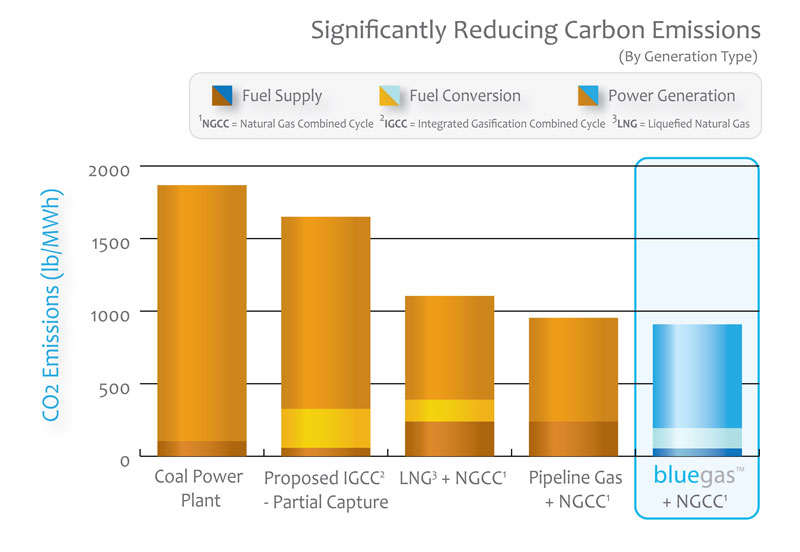 Significantly Reducing Carbon Emissions
(By Generation Type)
Fuel Supply Fuel Conversion Power Generation
¹NGCC = Natural Gas Combined Cycle ²IGCC = Integrated Gasification Combined Cycle ³LNG = Liquefied Natural Gas
CO2 Emissions (lb/MWh)
2000
1500
1000
500
0
Coal Power
Plant
Proposed IGCC²
- Partial Capture
LNG³ + NGCC¹
Pipeline Gas
+ NGCC¹
bluegas™
+ NGCC¹